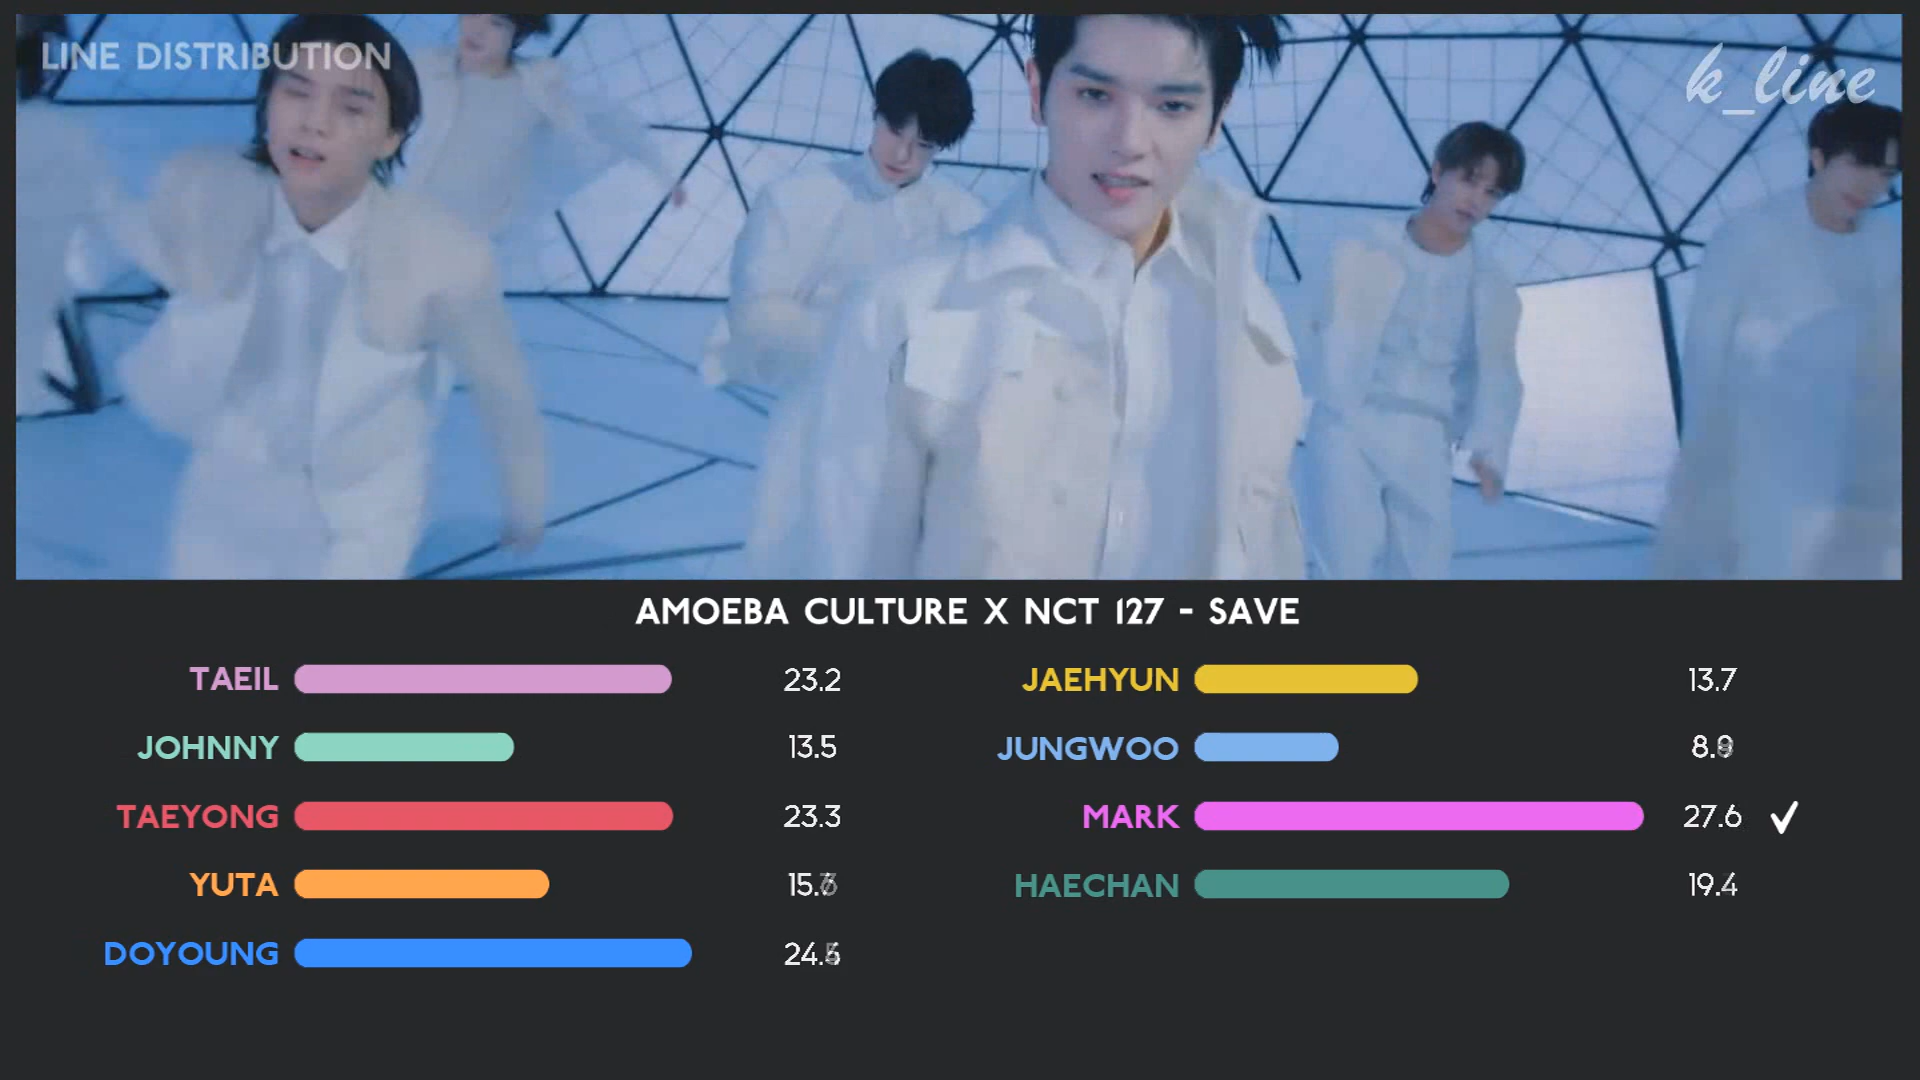 LINE DISTRIBUTION
k_line
AMOEBA CULTURE X NCT 127 - SAVE
TAEIL 23.2
JOHNNY 13.5
TAEYONG 23.3
YUTA
DOYOUNG
JAEHYUN 13.7
JUNGWOO
MARK 27.6 ✓
HAECHAN 19.4